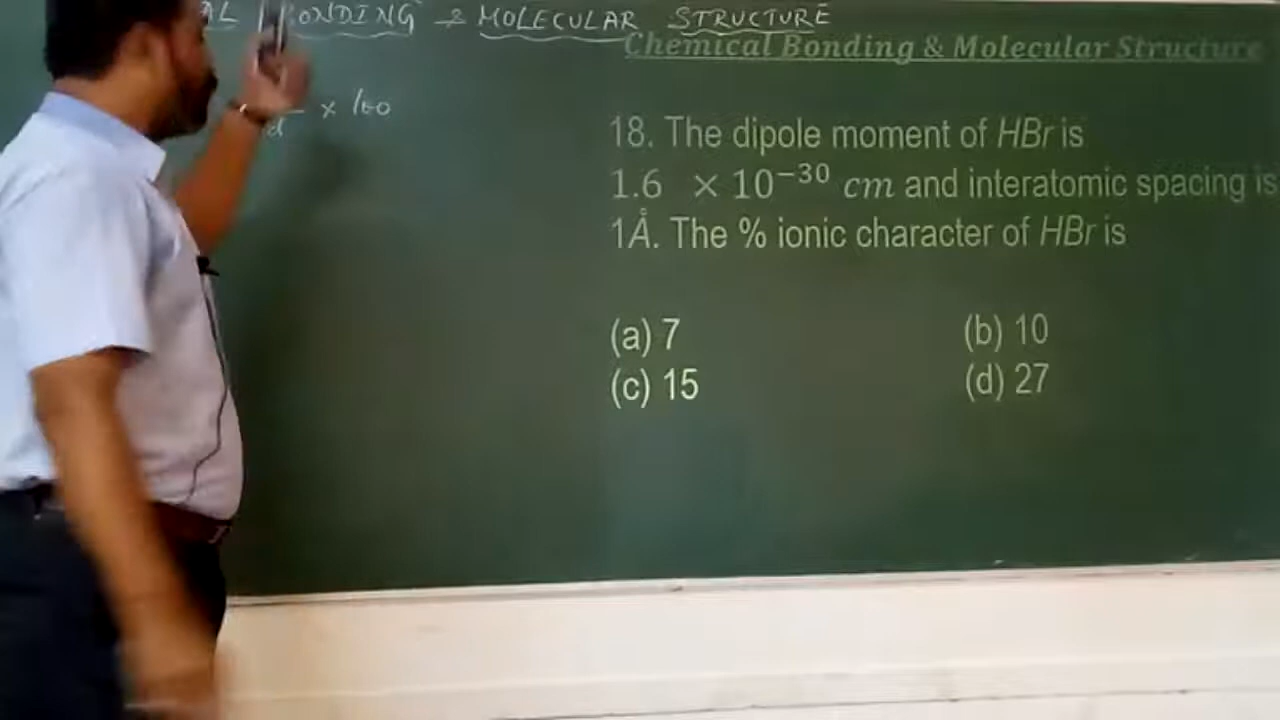 BONDING & MOLECULAR STRUCTURE
Chemical Bonding & Molecular Structure
d × 100
18. The dipole moment of HBr is
1.6 × 10⁻³⁰ cm and interatomic spacing is
1Å. The % ionic character of HBr is
(a) 7 (b) 10
(c) 15 (d) 27